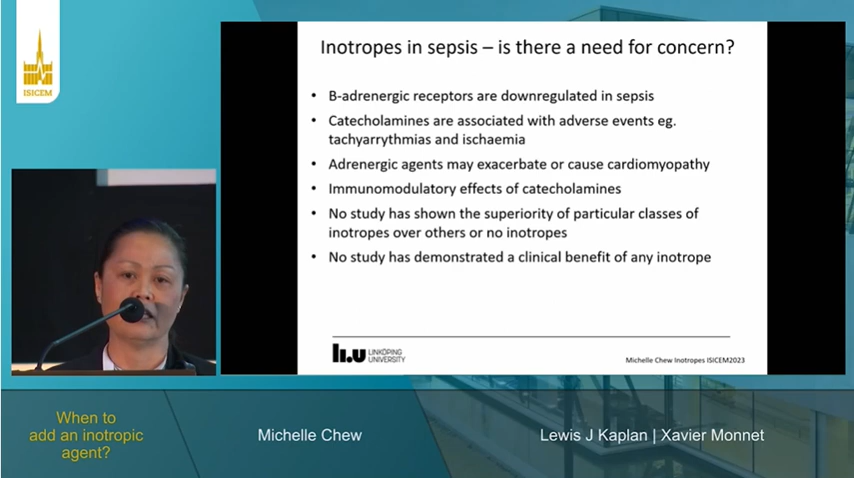 ISICEM
Inotropes in sepsis – is there a need for concern?
• B-adrenergic receptors are downregulated in sepsis
• Catecholamines are associated with adverse events eg.
tachyarrythmias and ischaemia
• Adrenergic agents may exacerbate or cause cardiomyopathy
• Immunomodulatory effects of catecholamines
• No study has shown the superiority of particular classes of
inotropes over others or no inotropes
• No study has demonstrated a clinical benefit of any inotrope
li.u LINKÖPING
UNIVERSITY
Michelle Chew Inotropes ISICEM2023
When to
add an inotropic
agent?
Michelle Chew
Lewis J Kaplan | Xavier Monnet